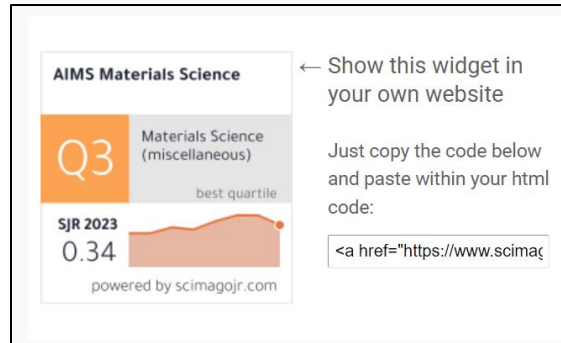 AIMS Materials Science
Q3
Materials Science
(miscellaneous)
best quartile
SJR 2023
0.34
powered by scimagojr.com
← Show this widget in
your own website
Just copy the code below
and paste within your html
code:
<a href="https://www.scimag